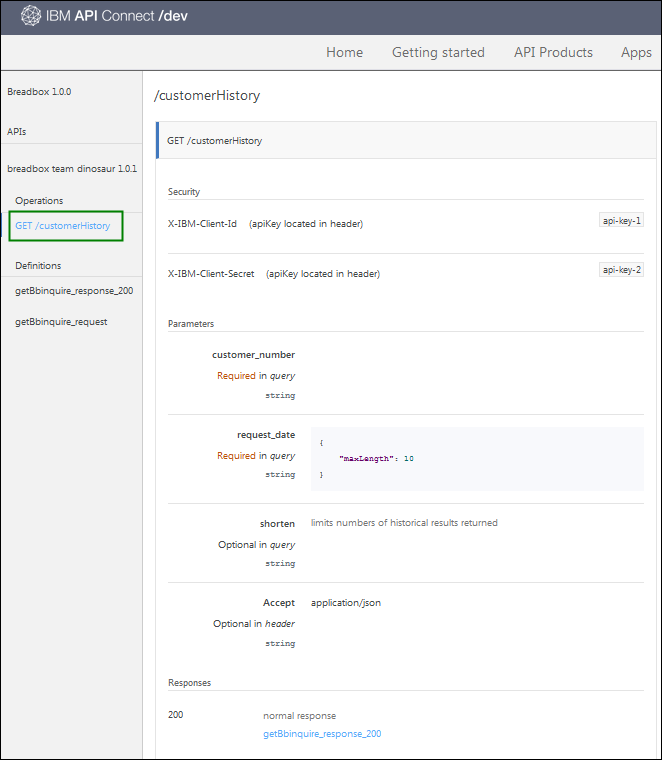 IBM API Connect /dev
Home Getting started API Products Apps
Breadbox 1.0.0
APIs
breadbox team dinosaur 1.0.1
Operations
GET /customerHistory
Definitions
getBbinquire_response_200
getBbinquire_request
/customerHistory
GET /customerHistory
Security
X-IBM-Client-Id (apiKey located in header) api-key-1
X-IBM-Client-Secret (apiKey located in header) api-key-2
Parameters
customer_number
Required in query
string
request_date
Required in query
string
{
"maxLength": 10
}
shorten limits numbers of historical results returned
Optional in query
string
Accept application/json
Optional in header
string
Responses
200 normal response
getBbinquire_response_200